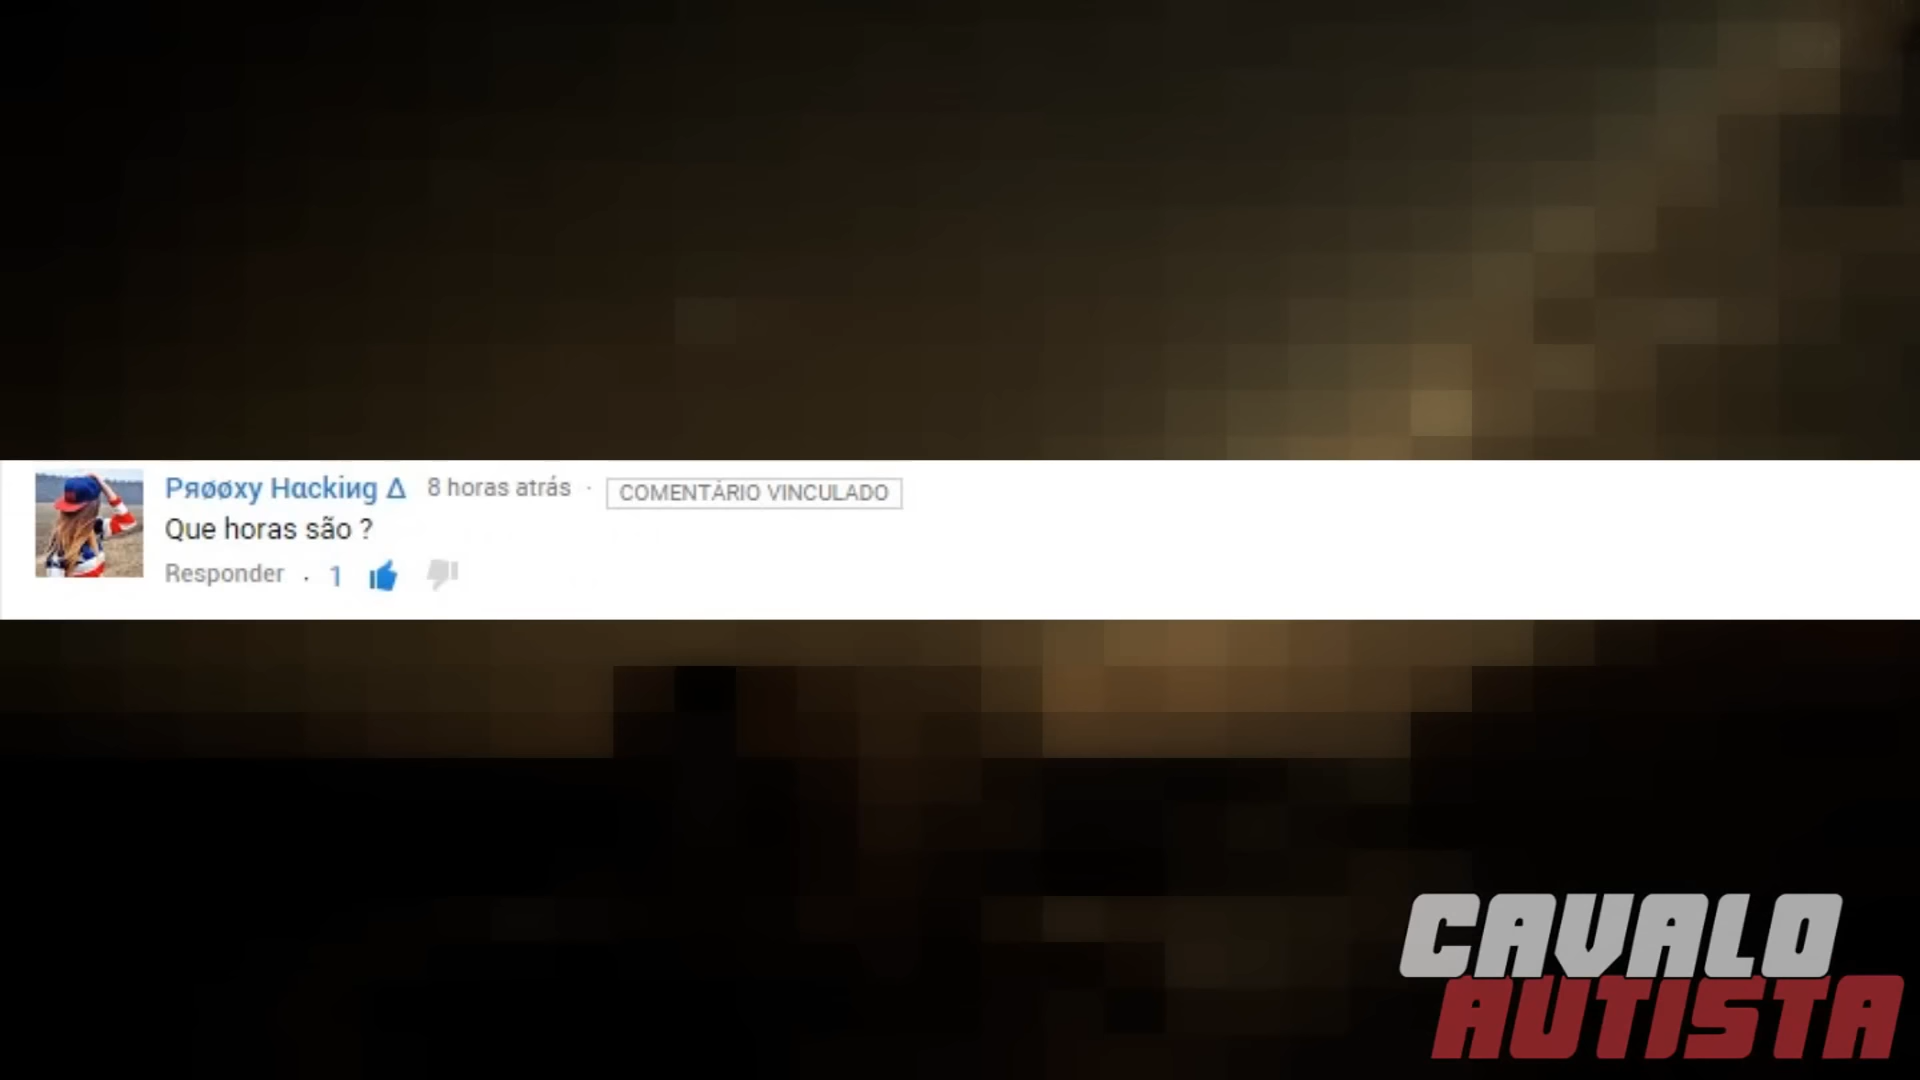 Pяøøxy Hαckiиg Δ 8 horas atrás · COMENTÁRIO VINCULADO
Que horas são ?
Responder · 1
CAVALO
AUTISTA